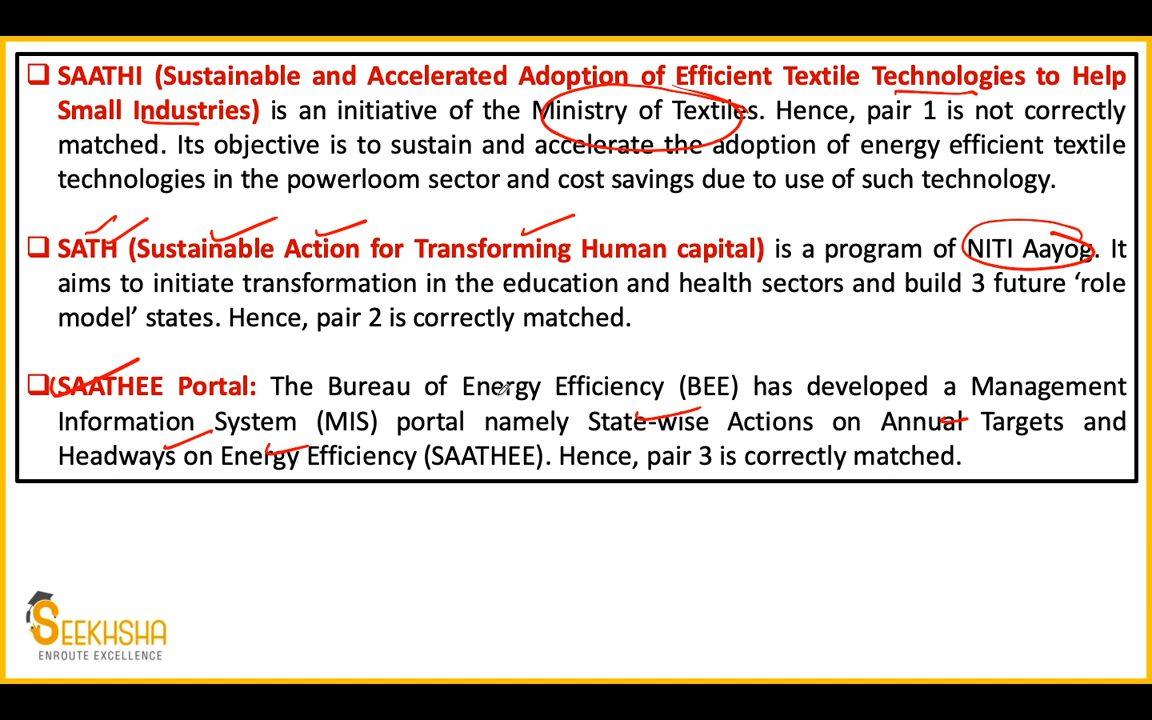 SAATHI (Sustainable and Accelerated Adoption of Efficient Textile Technologies to Help
Small Industries) is an initiative of the Ministry of Textiles. Hence, pair 1 is not correctly
matched. Its objective is to sustain and accelerate the adoption of energy efficient textile
technologies in the powerloom sector and cost savings due to use of such technology.
SATH (Sustainable Action for Transforming Human capital) is a program of NITI Aayog. It
aims to initiate transformation in the education and health sectors and build 3 future ‘role
model’ states. Hence, pair 2 is correctly matched.
SAATHEE Portal: The Bureau of Energy Efficiency (BEE) has developed a Management
Information System (MIS) portal namely State-wise Actions on Annual Targets and
Headways on Energy Efficiency (SAATHEE). Hence, pair 3 is correctly matched.
SEEKHSHA
ENROUTE EXCELLENCE